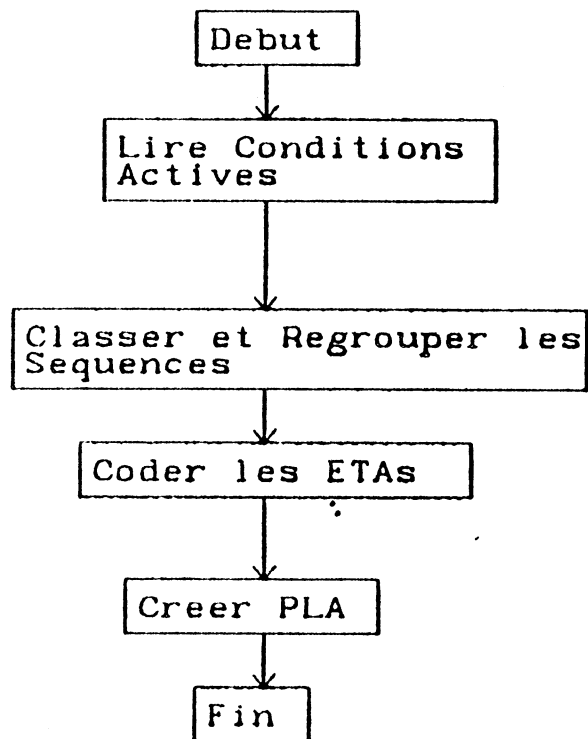 Debut
Lire Conditions
Actives
Classer et Regrouper les
Sequences
Coder les ETAs
Creer PLA
Fin